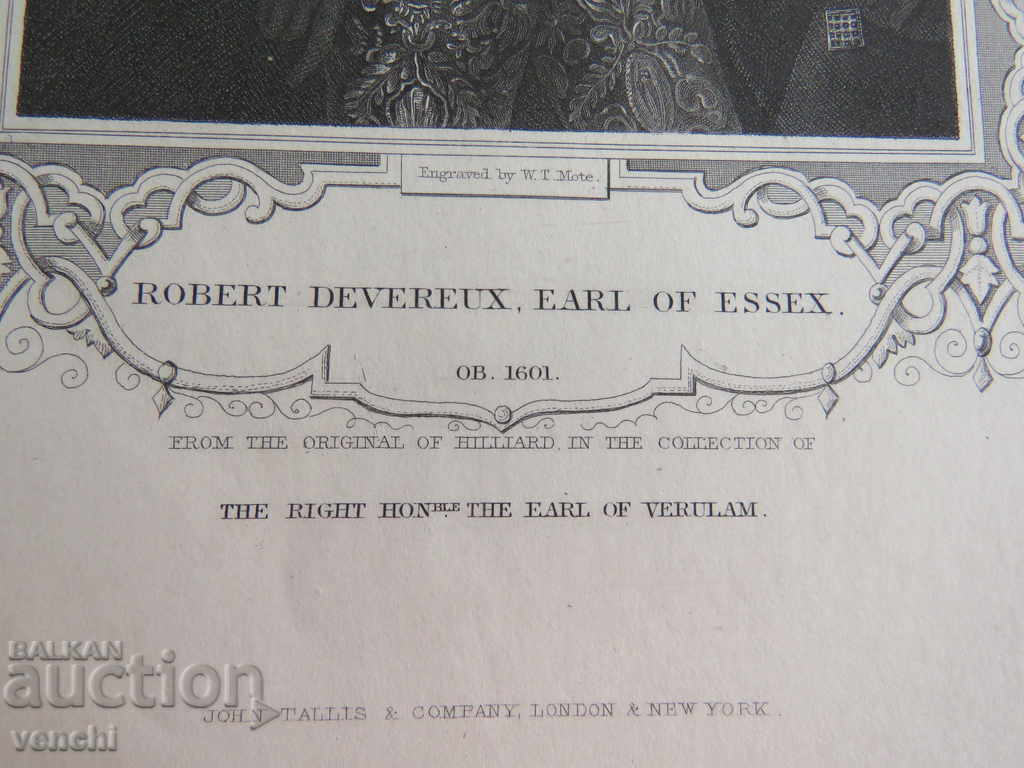 Engraved by W. T. Mote.
ROBERT DEVEREUX, EARL OF ESSEX.
OB. 1601.
FROM THE ORIGINAL OF HILLIARD, IN THE COLLECTION OF
THE RIGHT HONBLE. THE EARL OF VERULAM.
BALKAN
auction
JOHN TALLIS & COMPANY, LONDON & NEW YORK.
venchi